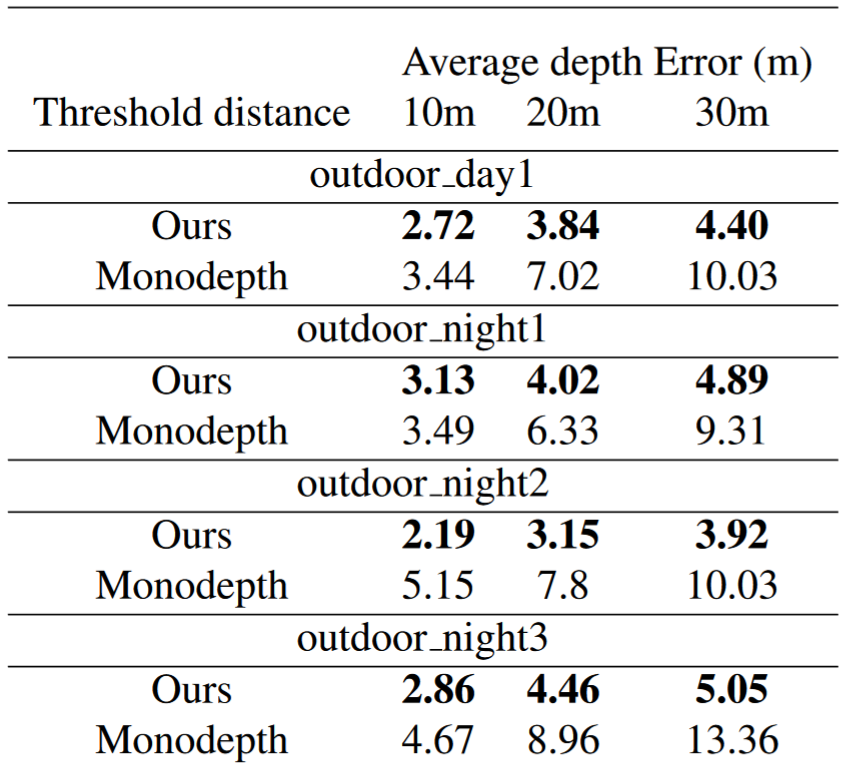 Average depth Error (m)
Threshold distance 10m 20m 30m
outdoor_day1
Ours 2.72 3.84 4.40
Monodepth 3.44 7.02 10.03
outdoor_night1
Ours 3.13 4.02 4.89
Monodepth 3.49 6.33 9.31
outdoor_night2
Ours 2.19 3.15 3.92
Monodepth 5.15 7.8 10.03
outdoor_night3
Ours 2.86 4.46 5.05
Monodepth 4.67 8.96 13.36